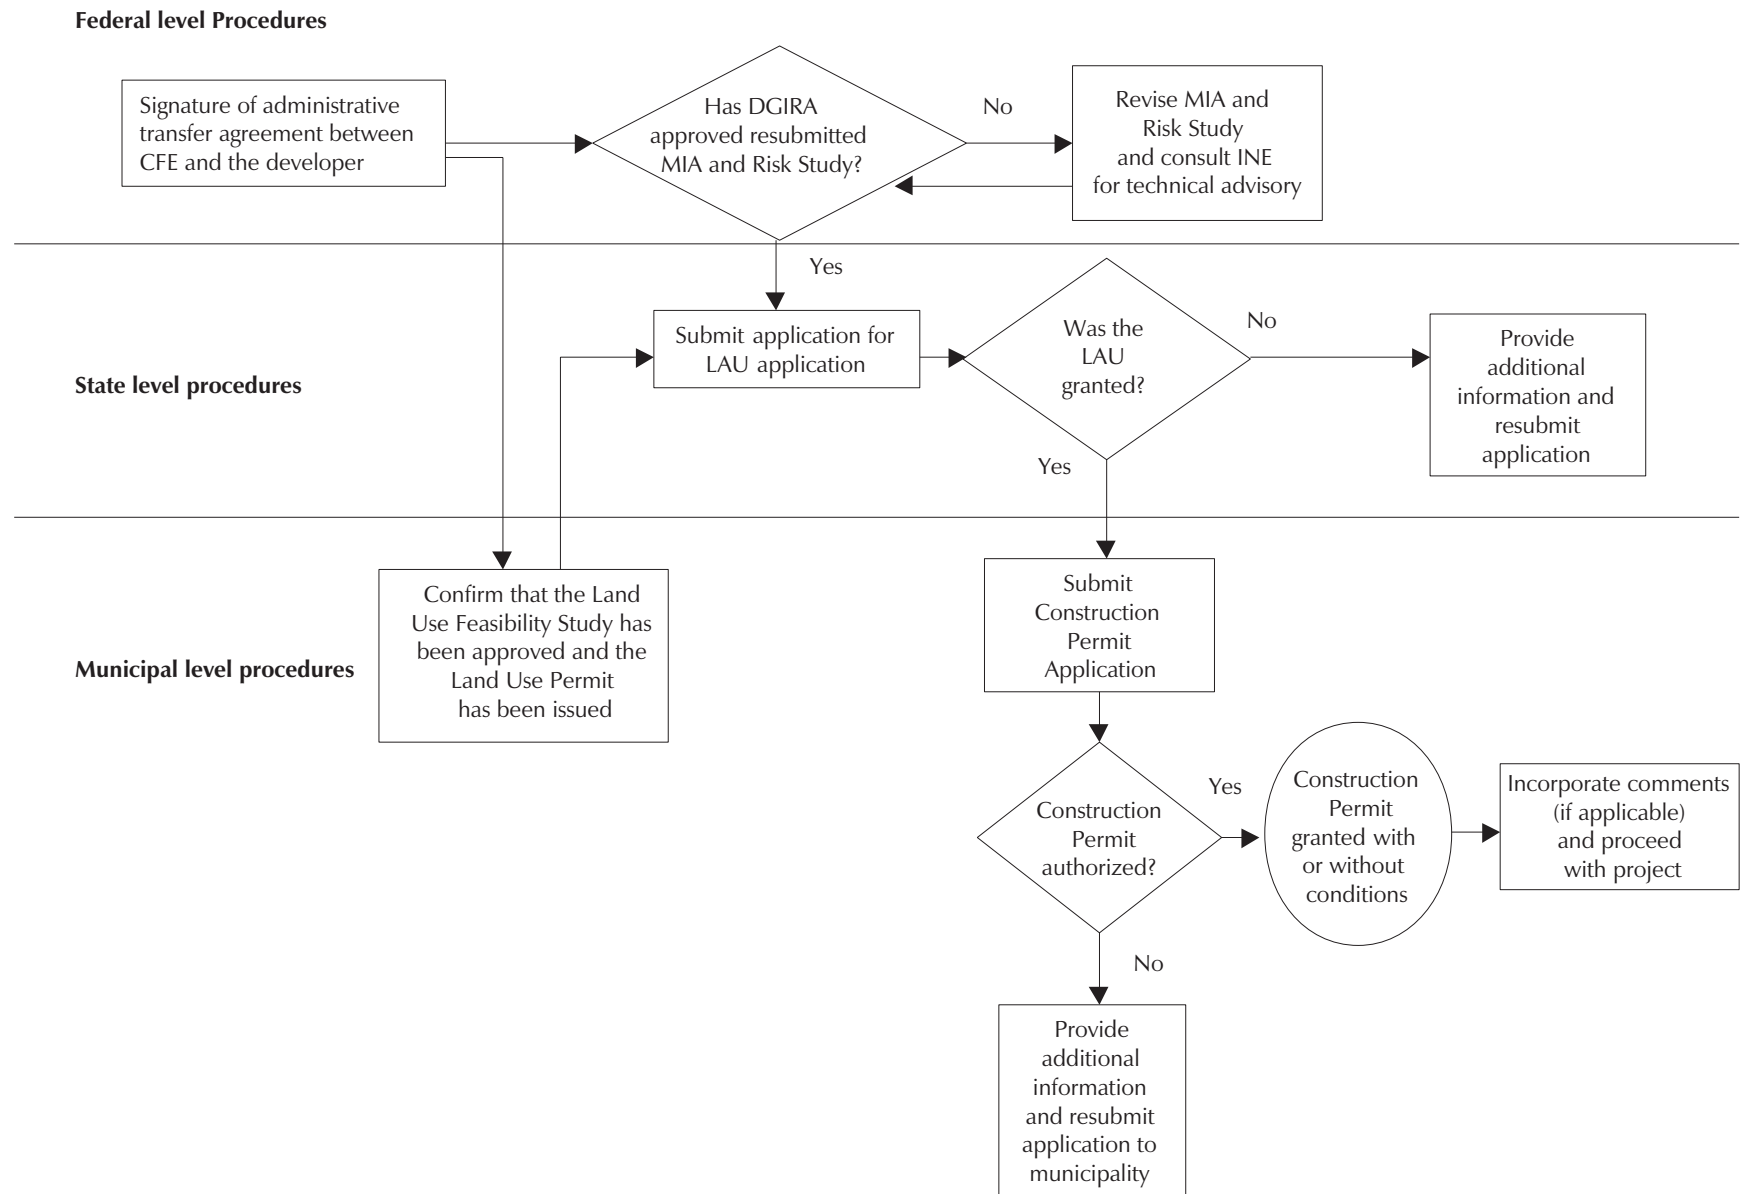 Federal level Procedures
Signature of administrative
transfer agreement between
CFE and the developer
Has DGIRA
approved resubmitted
MIA and Risk Study?
No
Revise MIA and
Risk Study
and consult INE
for technical advisory
Yes
State level procedures
Submit application for
LAU application
Was the
LAU
granted?
No
Provide
additional
information and
resubmit
application
Yes
Municipal level procedures
Confirm that the Land
Use Feasibility Study has
been approved and the
Land Use Permit
has been issued
Submit
Construction
Permit
Application
Construction
Permit
authorized?
Yes
Construction
Permit
granted with
or without
conditions
Incorporate comments
(if applicable)
and proceed
with project
No
Provide
additional
information
and resubmit
application to
municipality